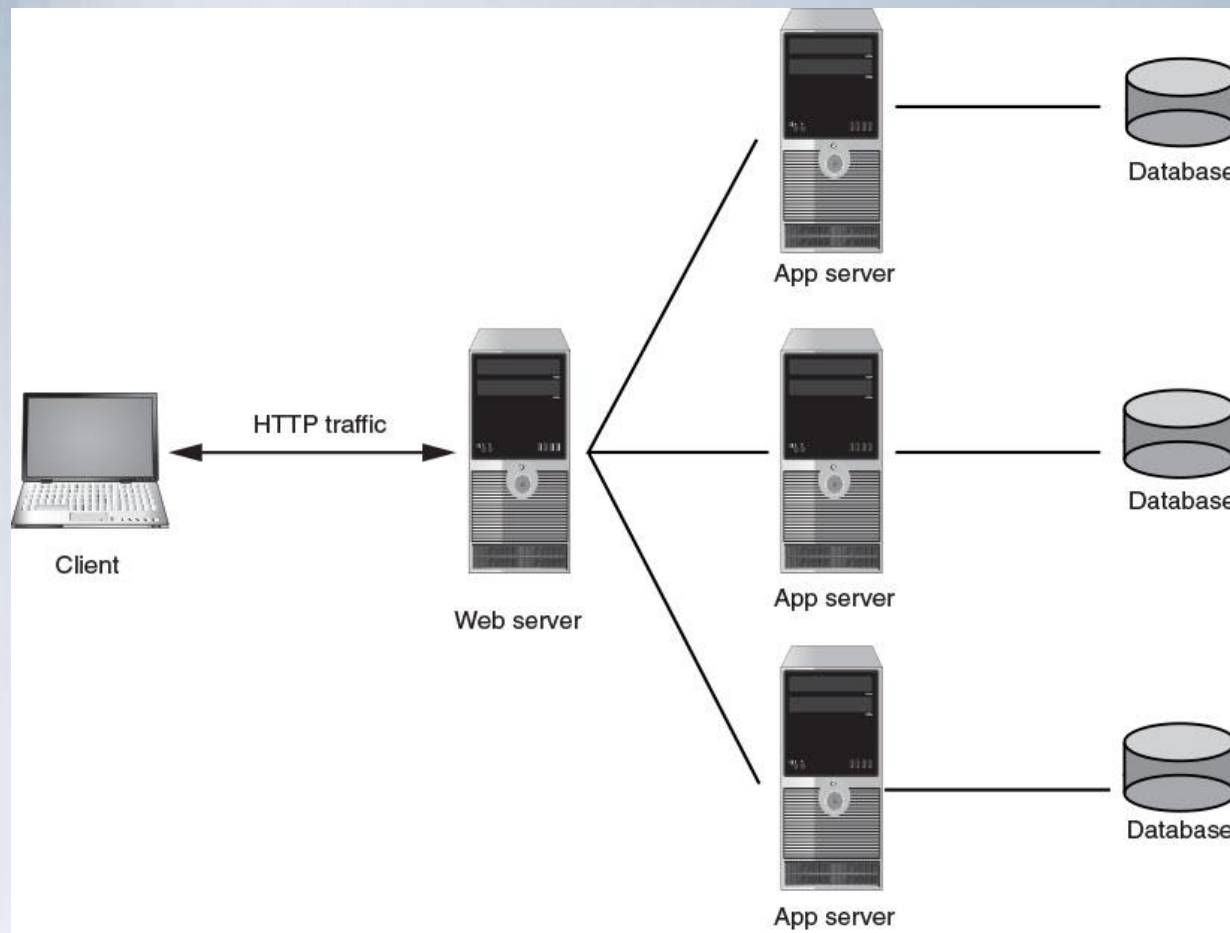 Database
App server
HTTP traffic
Client
Web server
Database
App server
Database
App server